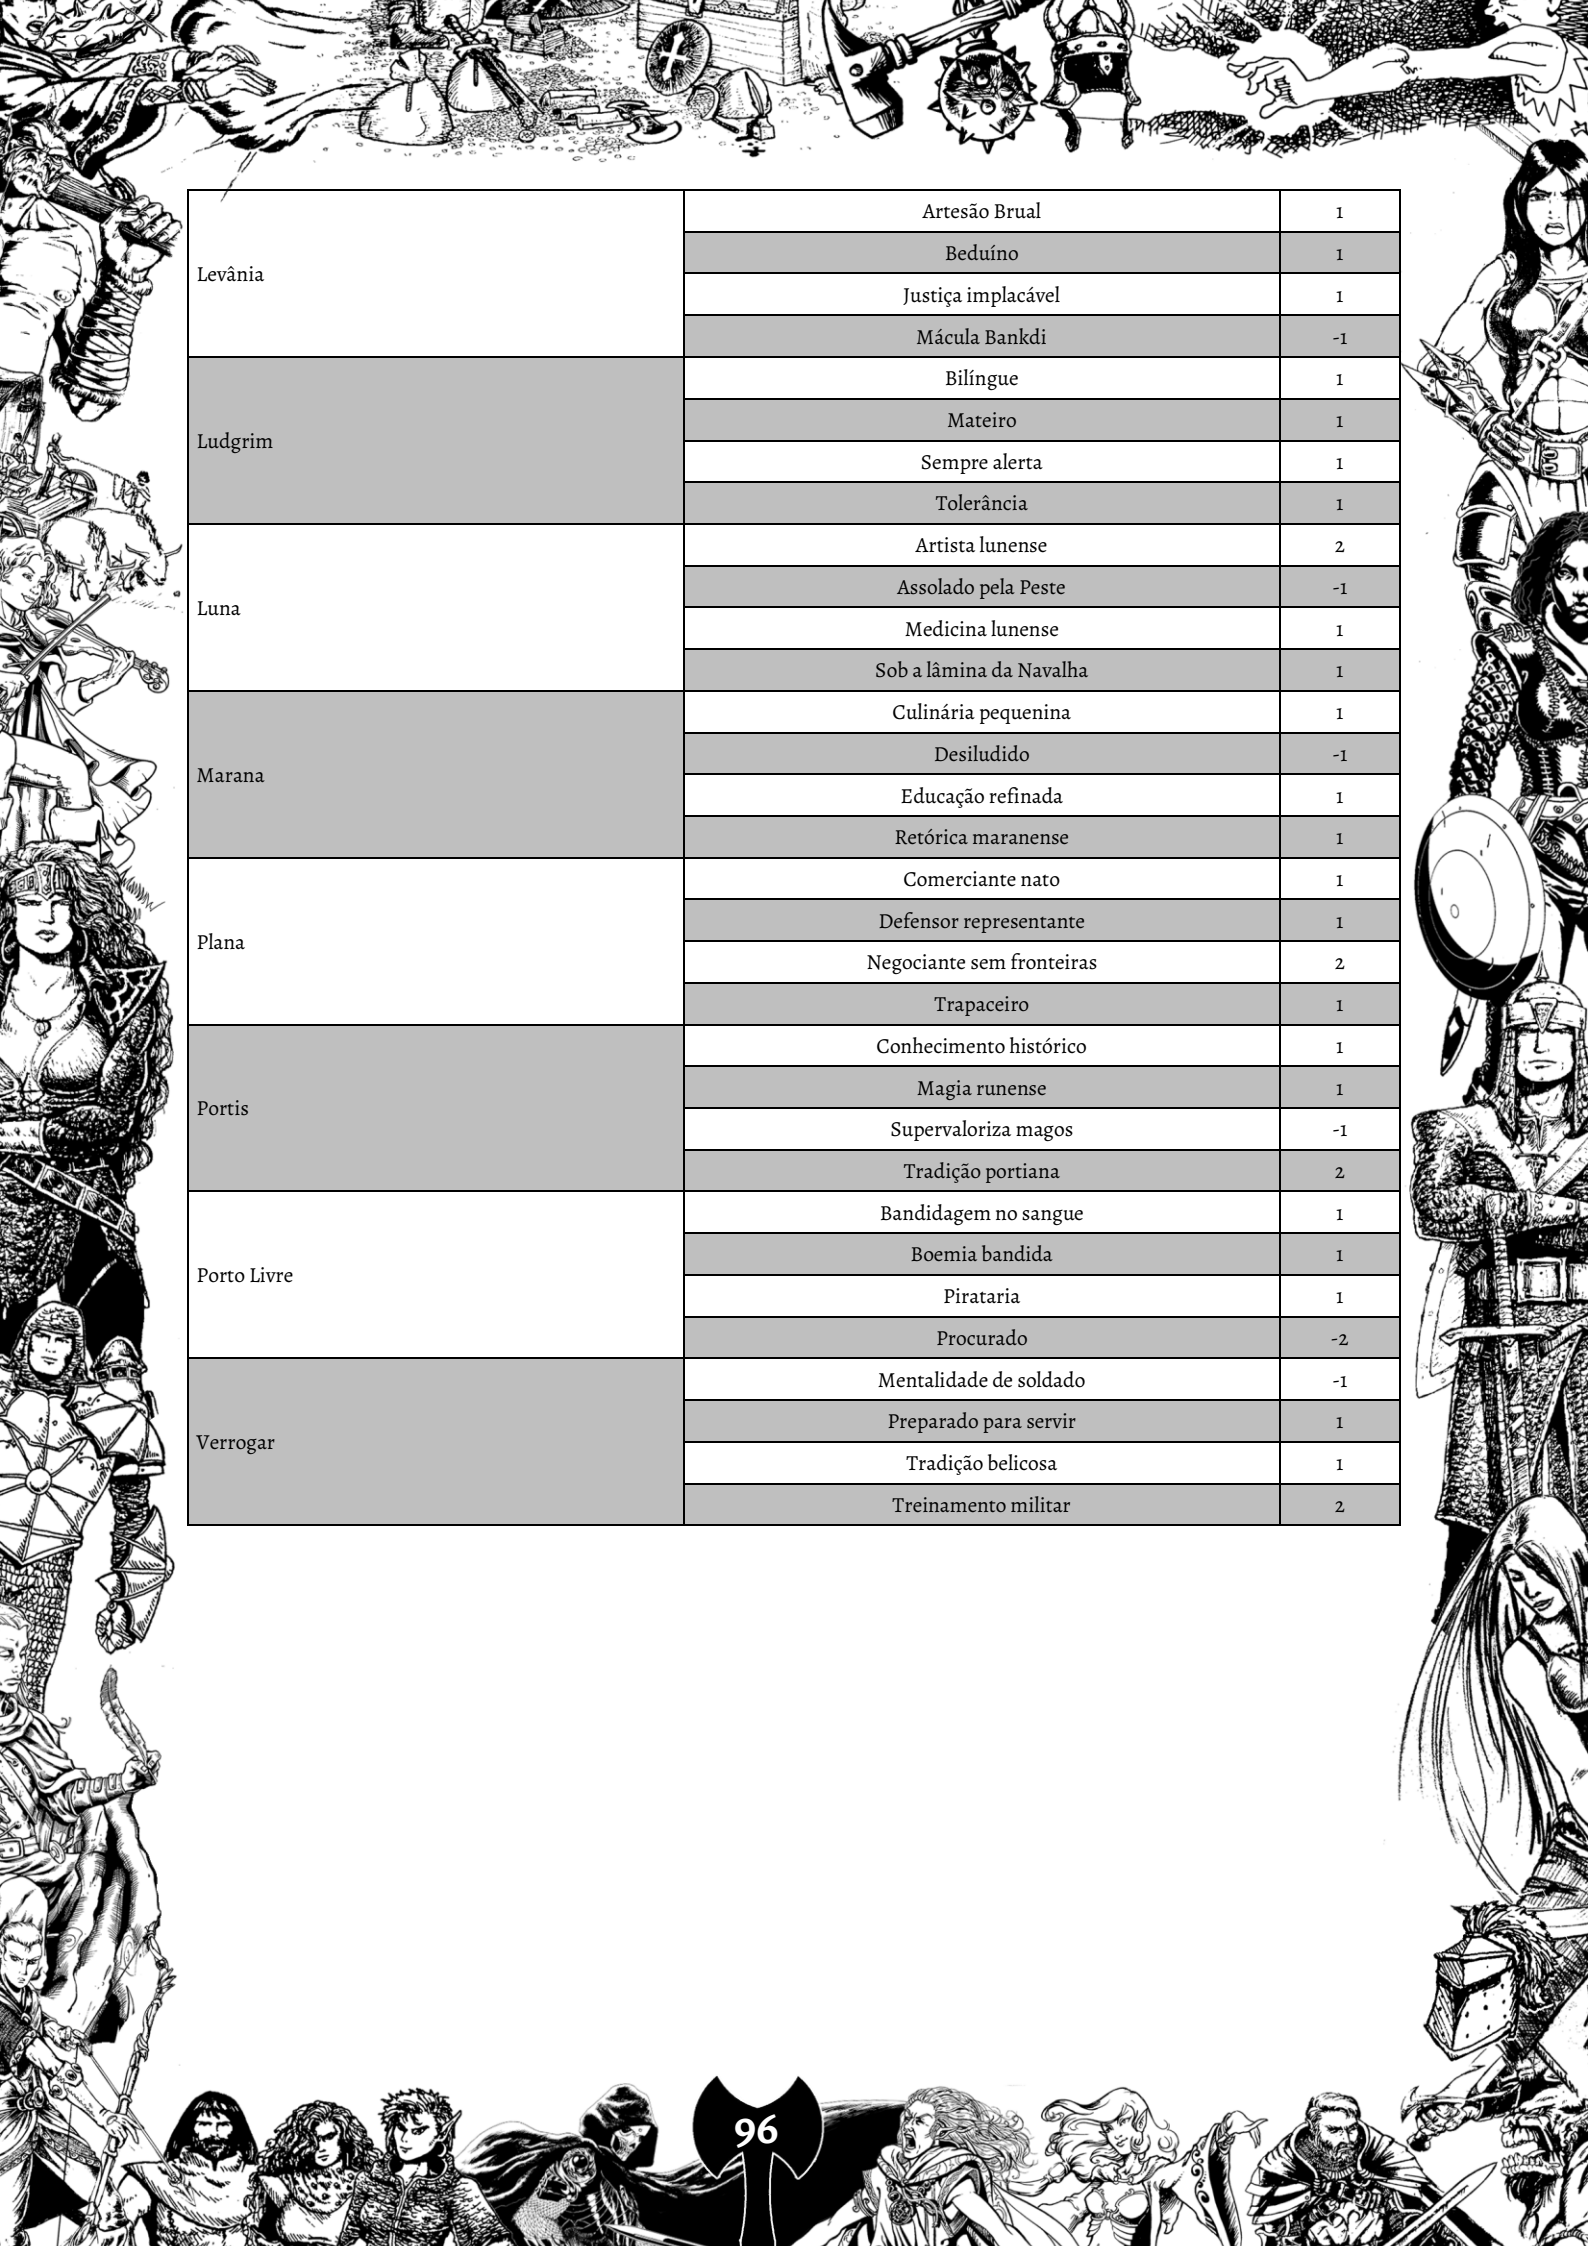 Levânia
Artesão Brual 1
Beduíno 1
Justiça implacável 1
Mácula Bankdi -1
Ludgrim
Bilíngue 1
Mateiro 1
Sempre alerta 1
Tolerância 1
Luna
Artista lunense 2
Assolado pela Peste -1
Medicina lunense 1
Sob a lâmina da Navalha 1
Marana
Culinária pequenina 1
Desiludido -1
Educação refinada 1
Retórica maranense 1
Plana
Comerciante nato 1
Defensor representante 1
Negociante sem fronteiras 2
Trapaceiro 1
Portis
Conhecimento histórico 1
Magia runense 1
Supervaloriza magos -1
Tradição portiana 2
Porto Livre
Bandidagem no sangue 1
Boemia bandida 1
Pirataria 1
Procurado -2
Verrogar
Mentalidade de soldado -1
Preparado para servir 1
Tradição belicosa 1
Treinamento militar 2
96